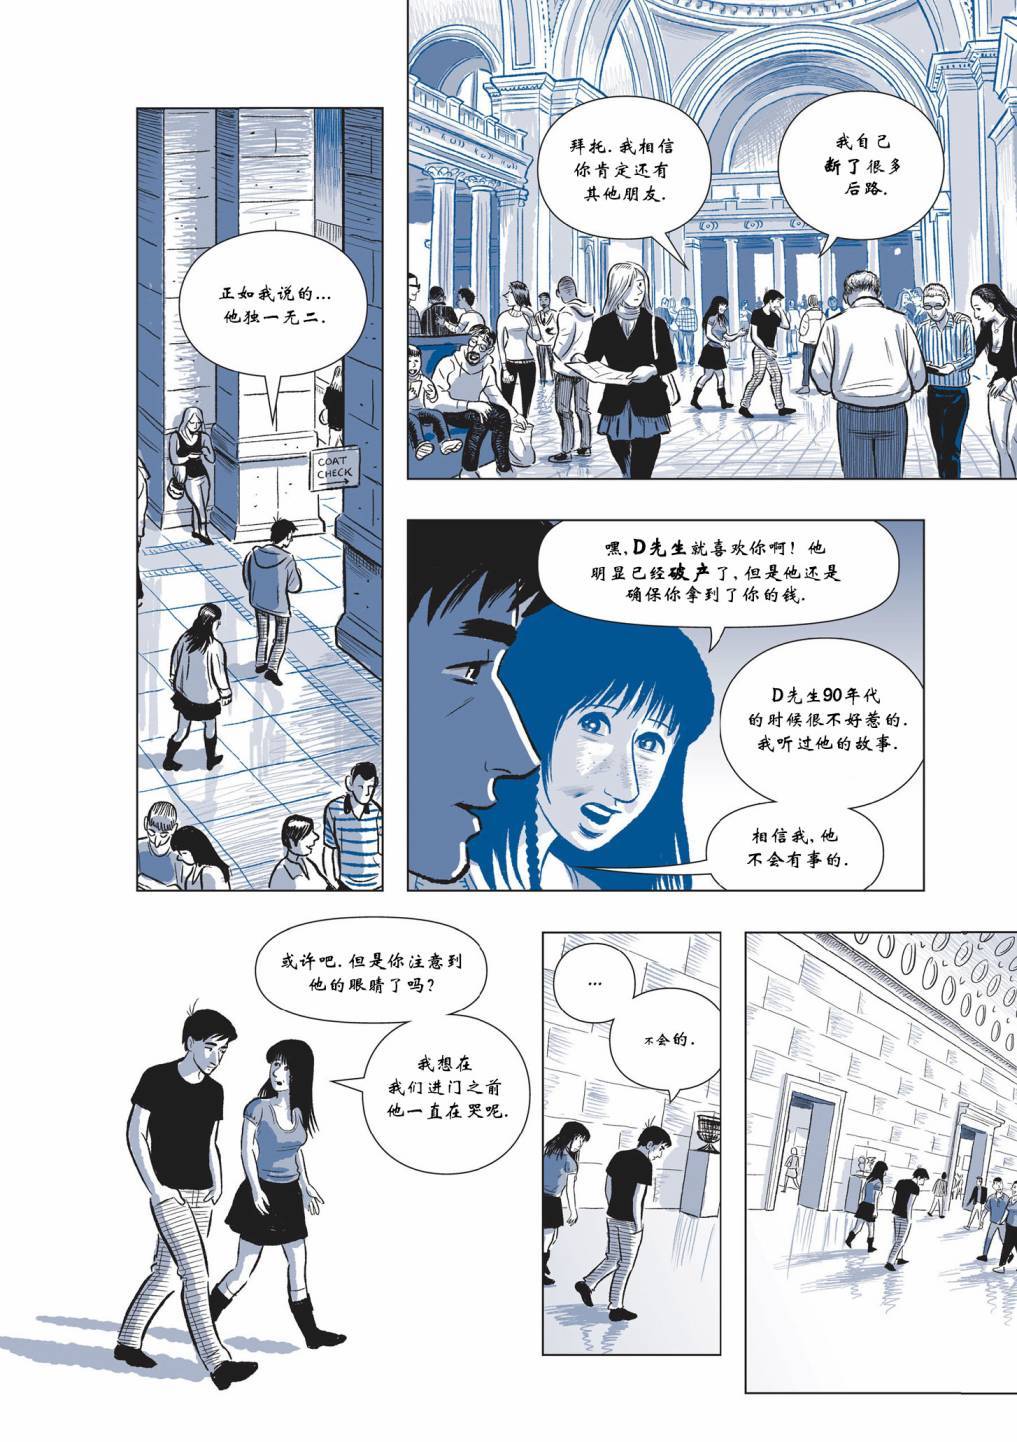 正如我说的...
他独一无二.
COAT
CHECK
拜托.我相信
你肯定还有
其他朋友.
我自己
断了很多
后路.
嘿,D先生就喜欢你啊!他
明显已经破产了,但是他还是
确保你拿到了你的钱.
D先生90年代
的时候很不好惹的.
我听过他的故事.
相信我,他
不会有事的.
或许吧.但是你注意到
他的眼睛了吗?
我想在
我们进门之前
他一直在哭呢.
...
不会的.